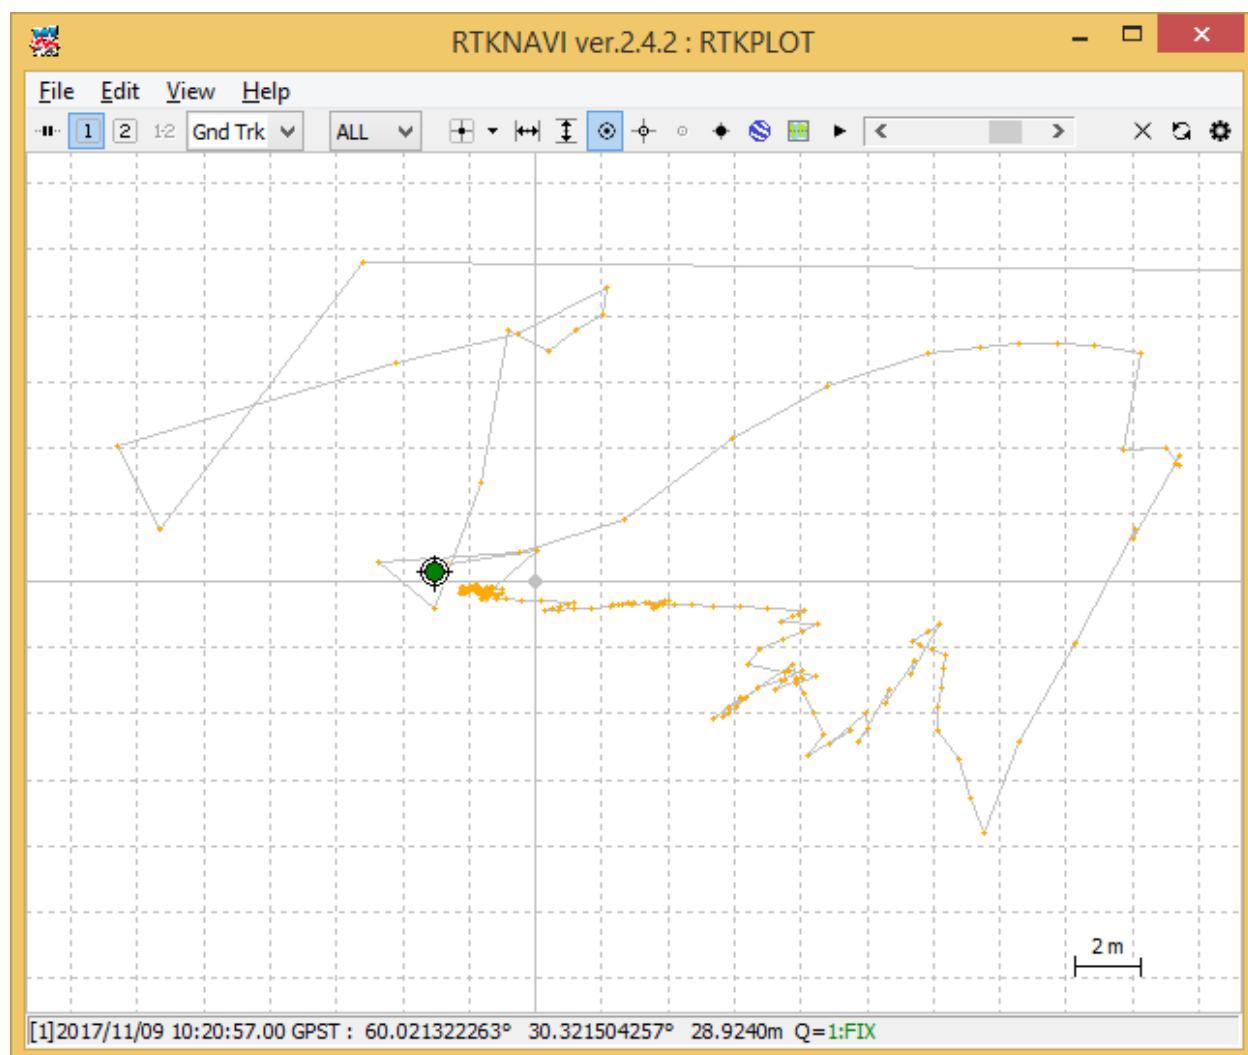 RTKNAVI ver.2.4.2 : RTKPLOT
File Edit View Help
1 2 1-2 Gnd Trk ALL
2 m
[1]2017/11/09 10:20:57.00 GPST : 60.021322263° 30.321504257° 28.9240m Q=1:FIX